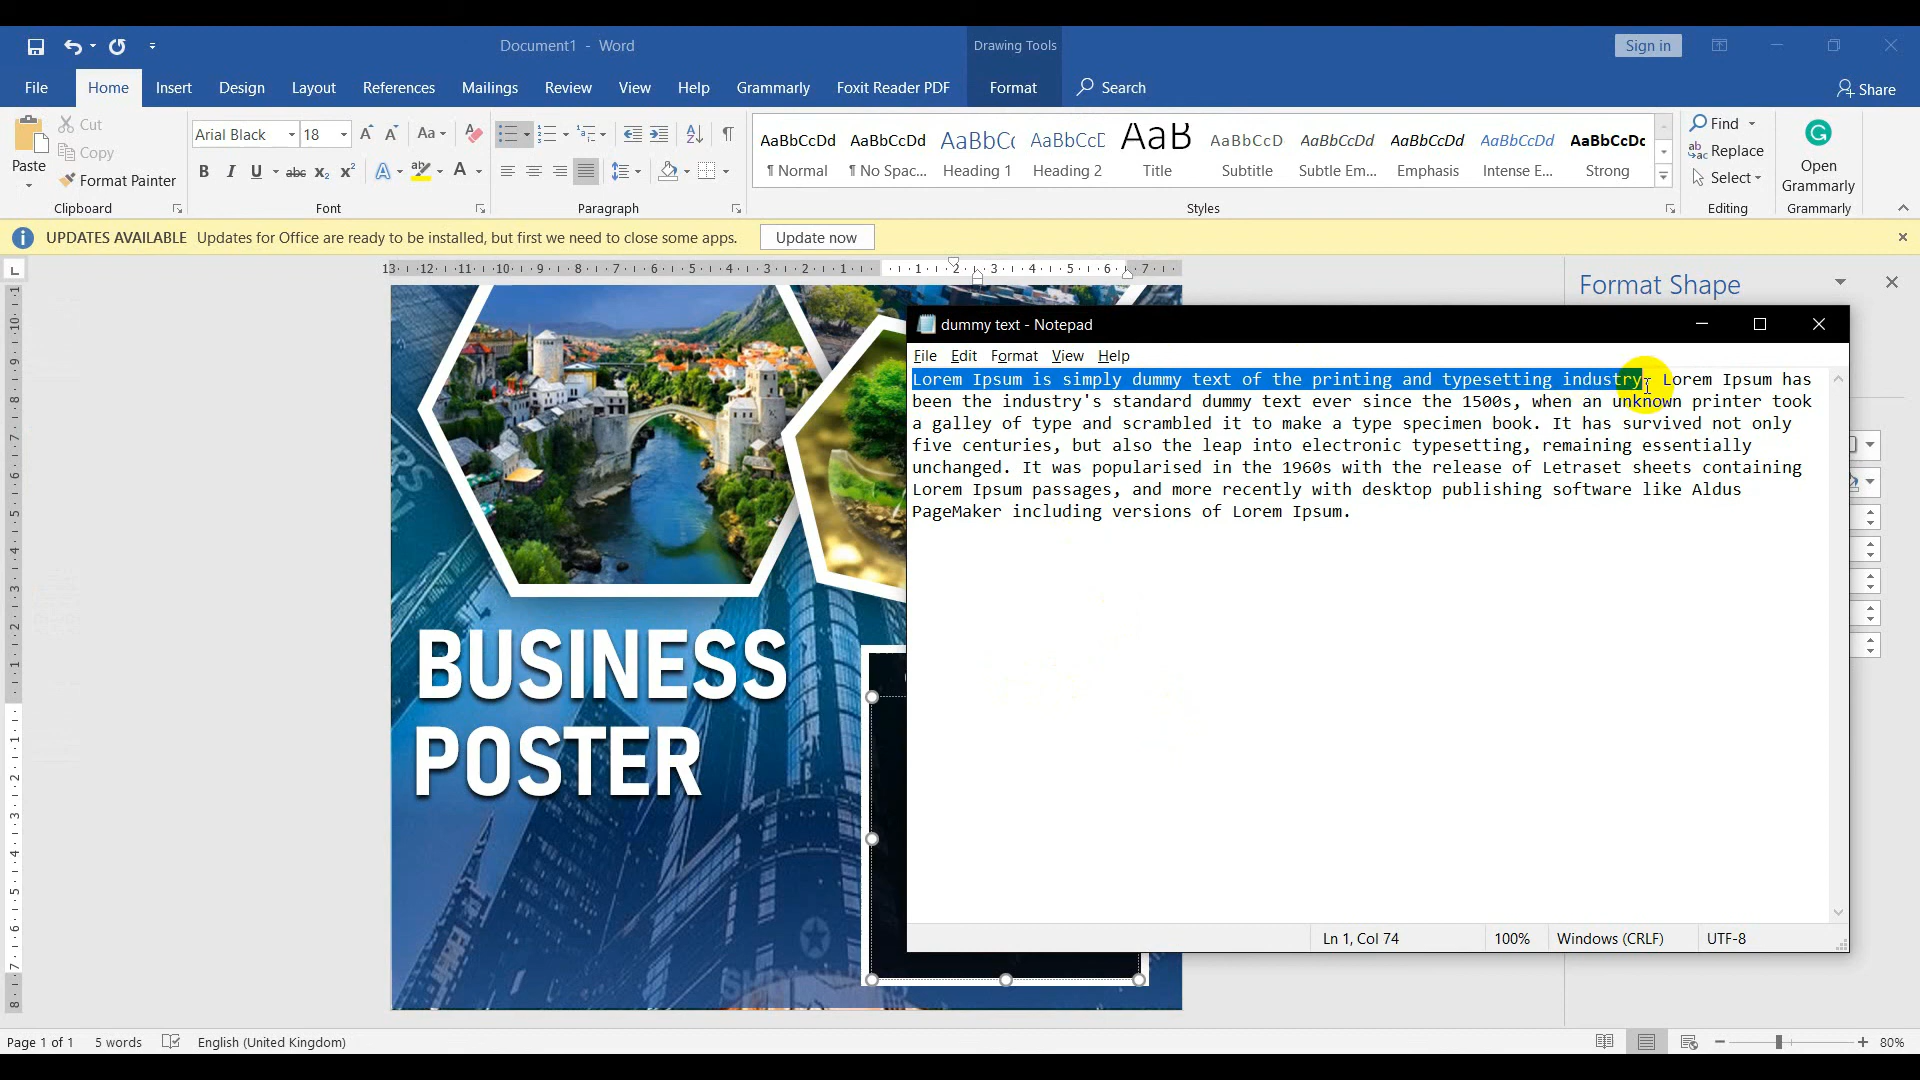 Document1 - Word
Drawing Tools
Sign in
File Home Insert Design Layout References Mailings Review View Help Grammarly Foxit Reader PDF Format Search Share
Paste
Cut
Copy
Format Painter
Clipboard
Arial Black 18
Font
Paragraph
AaBbCcDd AaBbCcDd AaBbCc AaBbCcC AaB AaBbCcD AaBbCcDd AaBbCcDd AaBbCcDd AaBbCcDc
¶ Normal ¶ No Spac... Heading 1 Heading 2 Title Subtitle Subtle Em... Emphasis Intense E... Strong
Styles
Find
Replace
Select
Editing
Open
Grammarly
Grammarly
UPDATES AVAILABLE Updates for Office are ready to be installed, but first we need to close some apps. Update now
Format Shape
BUSINESS
POSTER
dummy text - Notepad
File Edit Format View Help
Lorem Ipsum is simply dummy text of the printing and typesetting industry. Lorem Ipsum has
been the industry's standard dummy text ever since the 1500s, when an unknown printer took
a galley of type and scrambled it to make a type specimen book. It has survived not only
five centuries, but also the leap into electronic typesetting, remaining essentially
unchanged. It was popularised in the 1960s with the release of Letraset sheets containing
Lorem Ipsum passages, and more recently with desktop publishing software like Aldus
PageMaker including versions of Lorem Ipsum.
Ln 1, Col 74 100% Windows (CRLF) UTF-8
Page 1 of 1 5 words English (United Kingdom) 80%